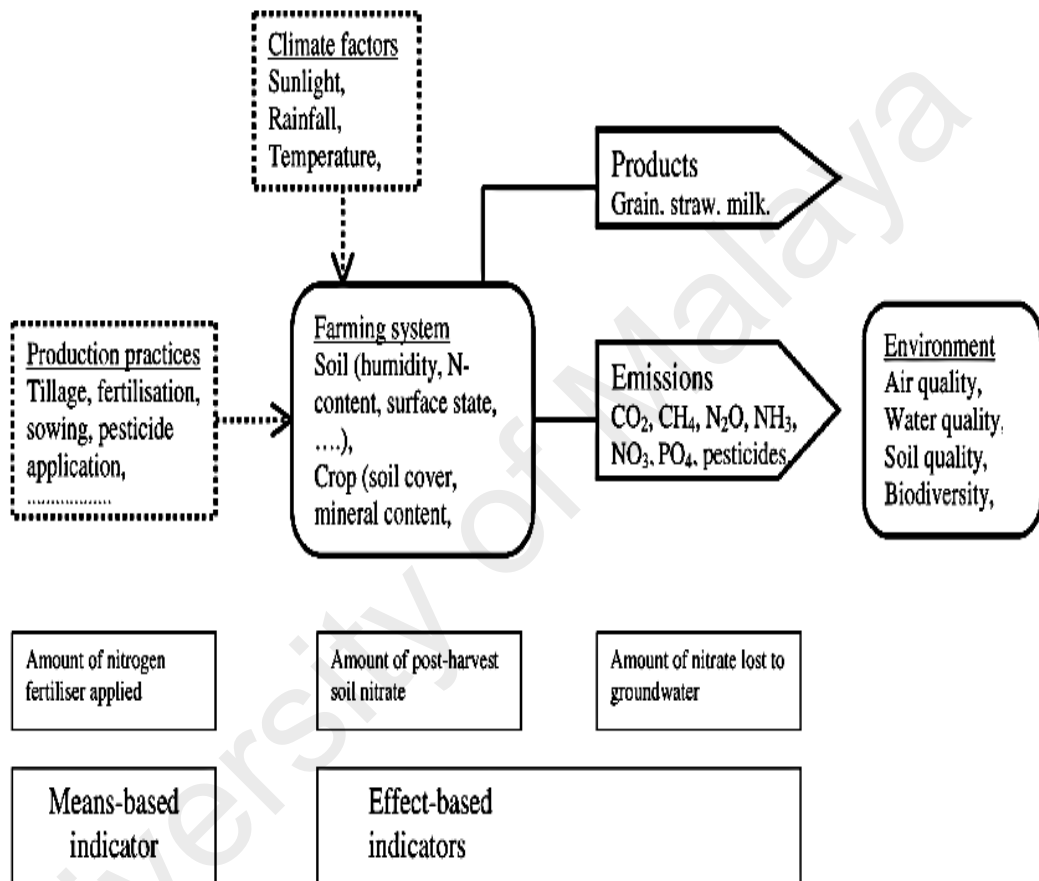 Climate factors
Sunlight,
Rainfall,
Temperature,
Products
Grain. straw. milk.
Production practices
Tillage, fertilisation,
sowing, pesticide
application,
..................
Farming system
Soil (humidity, N-
content, surface state,
….),
Crop (soil cover,
mineral content,
Emissions
CO₂, CH₄, N₂O, NH₃,
NO₃. PO₄. pesticides.
Environment
Air quality,
Water quality,
Soil quality,
Biodiversity,
Amount of nitrogen
fertiliser applied
Amount of post-harvest
soil nitrate
Amount of nitrate lost to
groundwater
Means-based
indicator
Effect-based
indicators
University of Malaya